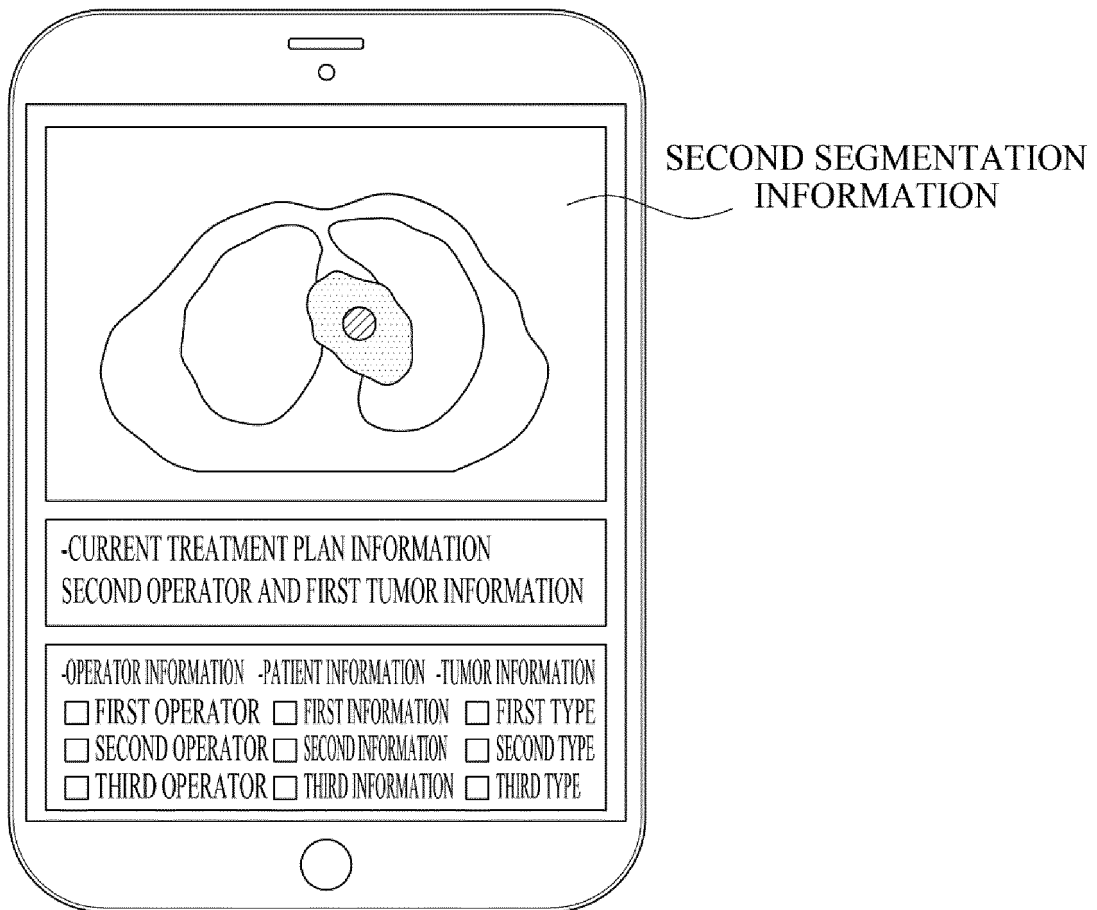 SECOND SEGMENTATION
INFORMATION
-CURRENT TREATMENT PLAN INFORMATION
SECOND OPERATOR AND FIRST TUMOR INFORMATION
-OPERATOR INFORMATION -PATIENT INFORMATION -TUMOR INFORMATION
FIRST OPERATOR FIRST INFORMATION FIRST TYPE
SECOND OPERATOR SECOND INFORMATION SECOND TYPE
THIRD OPERATOR THIRD INFORMATION THIRD TYPE